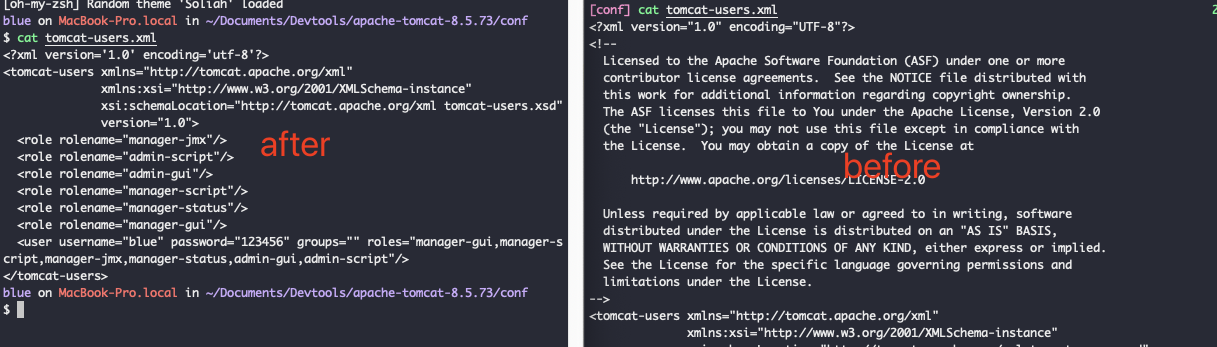 [oh-my-zsh] Random theme 'Soliah' loaded
blue on MacBook-Pro.local in ~/Documents/Devtools/apache-tomcat-8.5.73/conf
$ cat tomcat-users.xml
<?xml version='1.0' encoding='utf-8'?>
<tomcat-users xmlns="http://tomcat.apache.org/xml"
xmlns:xsi="http://www.w3.org/2001/XMLSchema-instance"
xsi:schemaLocation="http://tomcat.apache.org/xml tomcat-users.xsd"
version="1.0">
<role rolename="manager-jmx"/>
<role rolename="admin-script"/>
<role rolename="admin-gui"/>
<role rolename="manager-script"/>
<role rolename="manager-status"/>
<role rolename="manager-gui"/>
<user username="blue" password="123456" groups="" roles="manager-gui,manager-s
cript,manager-jmx,manager-status,admin-gui,admin-script"/>
</tomcat-users>
blue on MacBook-Pro.local in ~/Documents/Devtools/apache-tomcat-8.5.73/conf
$
after
[conf] cat tomcat-users.xml
<?xml version="1.0" encoding="UTF-8"?>
<!--
Licensed to the Apache Software Foundation (ASF) under one or more
contributor license agreements.  See the NOTICE file distributed with
this work for additional information regarding copyright ownership.
The ASF licenses this file to You under the Apache License, Version 2.0
(the "License"); you may not use this file except in compliance with
the License.  You may obtain a copy of the License at
before
http://www.apache.org/licenses/LICENSE-2.0
Unless required by applicable law or agreed to in writing, software
distributed under the License is distributed on an "AS IS" BASIS,
WITHOUT WARRANTIES OR CONDITIONS OF ANY KIND, either express or implied.
See the License for the specific language governing permissions and
limitations under the License.
-->
<tomcat-users xmlns="http://tomcat.apache.org/xml"
xmlns:xsi="http://www.w3.org/2001/XMLSchema-instance"